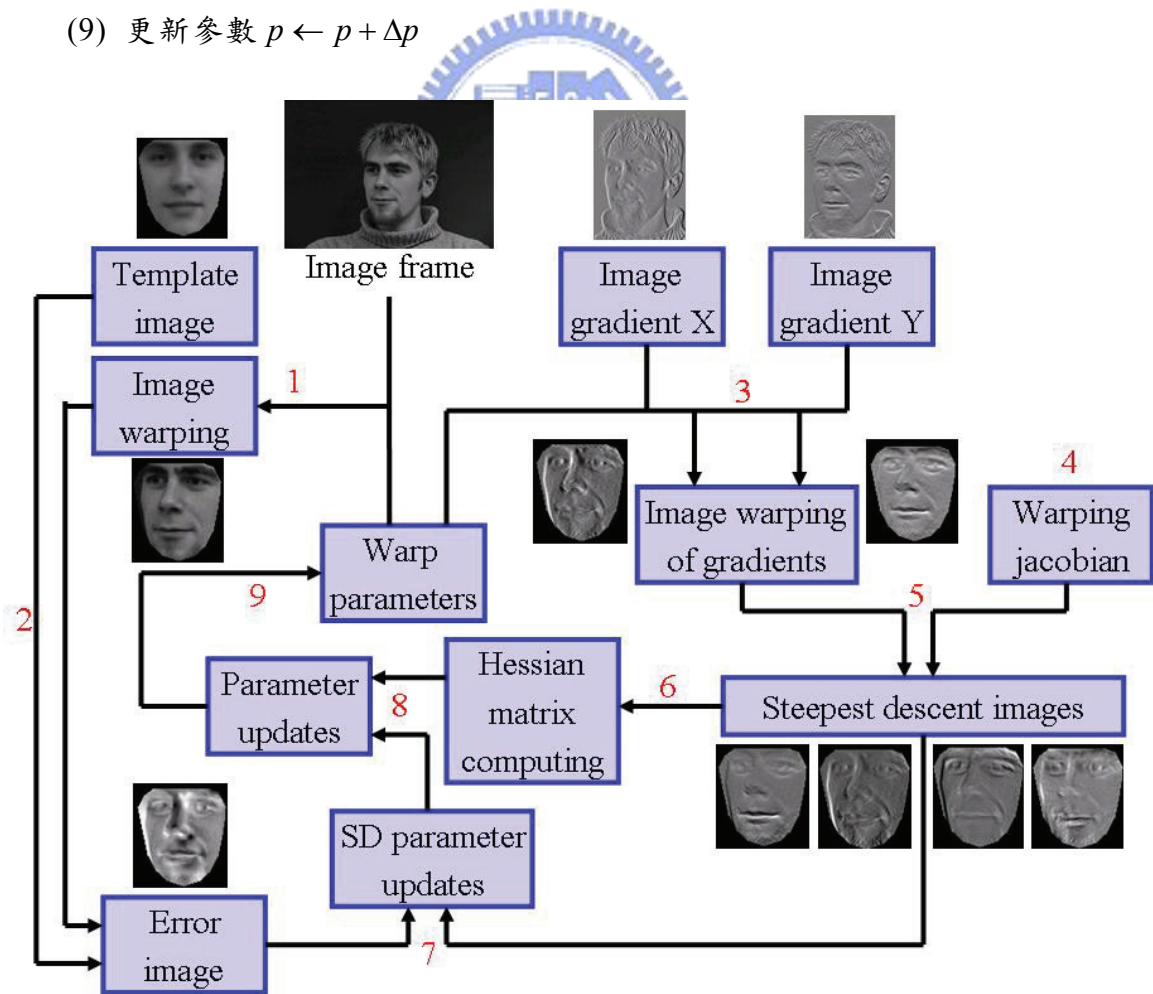 (9) 更新參數 p ← p + Δp
Image frame
Template
image
Image
gradient X
Image
gradient Y
Image
warping
1
3
4
Image warping
of gradients
Warping
jacobian
Warp
parameters
9
2
5
Parameter
updates
8
Hessian
matrix
computing
6
Steepest descent images
SD parameter
updates
Error
image
7